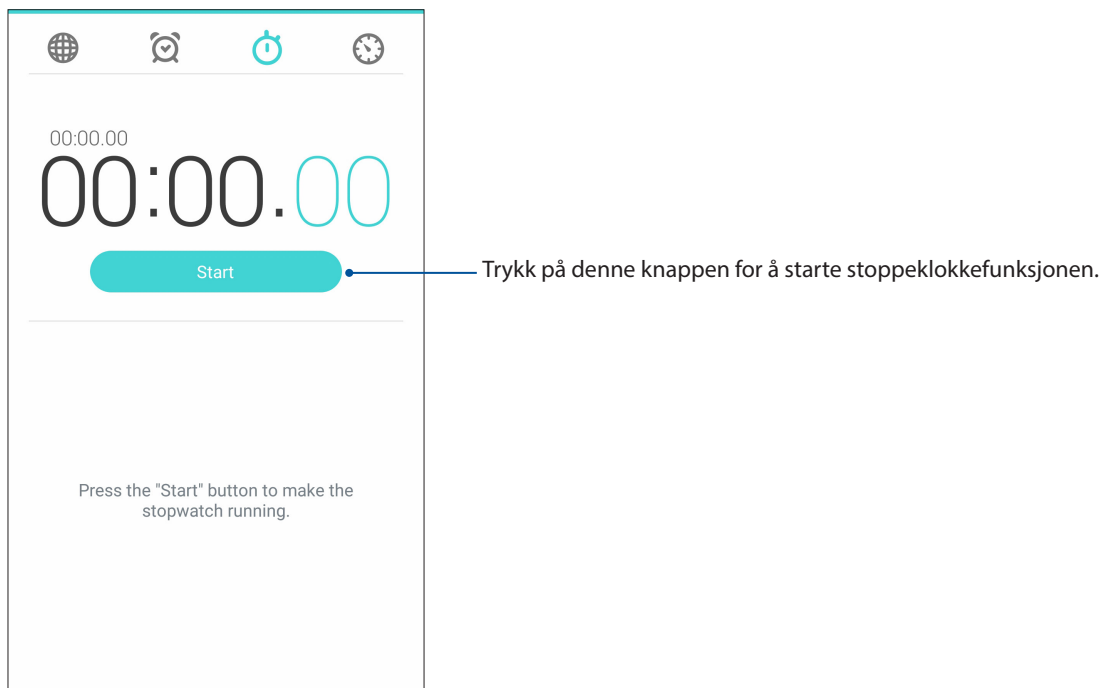 00:00.00
00:00.00
Start
Trykk på denne knappen for å starte stoppeklokkefunksjonen.
Press the "Start" button to make the
stopwatch running.